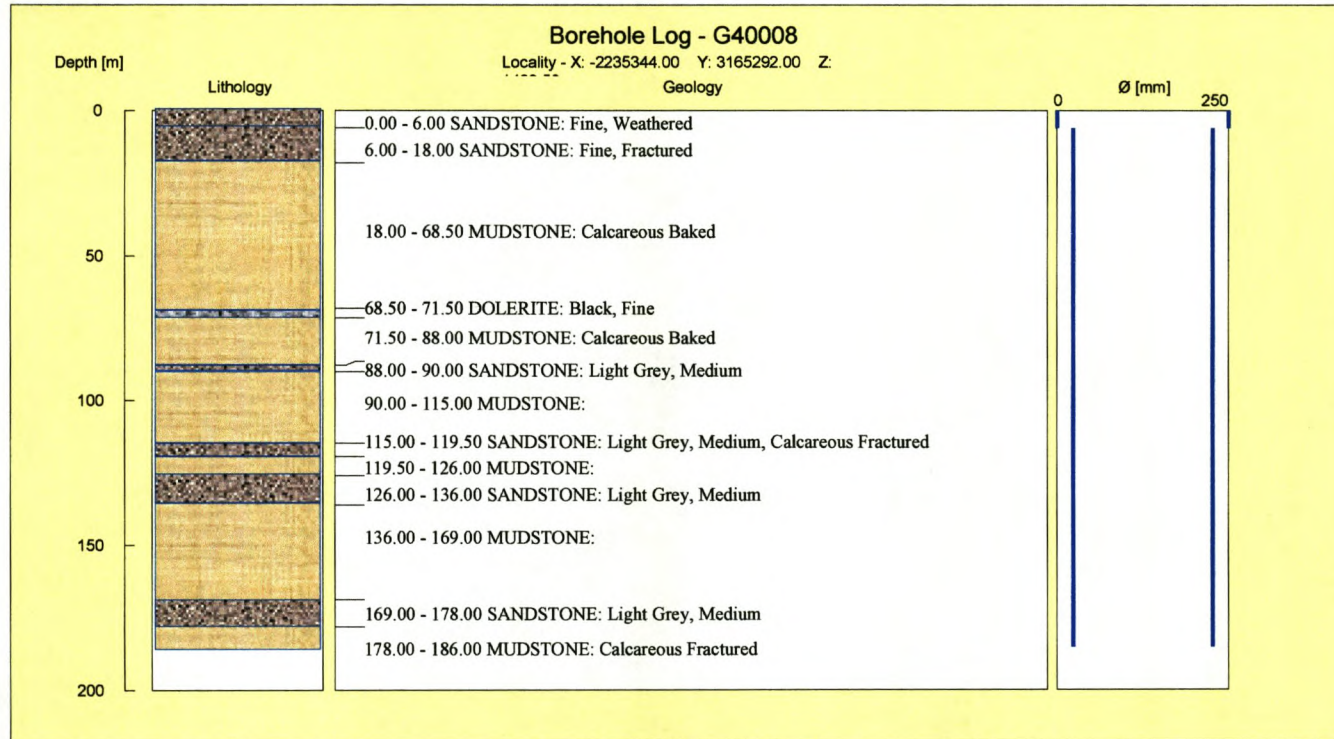 Borehole Log - G40008
Depth [m]
Locality - X: -2235344.00 Y: 3165292.00 Z:
Lithology
Geology
Ø [mm]
0
250
0
50
100
150
200
0.00 - 6.00 SANDSTONE: Fine, Weathered
6.00 - 18.00 SANDSTONE: Fine, Fractured
18.00 - 68.50 MUDSTONE: Calcareous Baked
68.50 - 71.50 DOLERITE: Black, Fine
71.50 - 88.00 MUDSTONE: Calcareous Baked
88.00 - 90.00 SANDSTONE: Light Grey, Medium
90.00 - 115.00 MUDSTONE:
115.00 - 119.50 SANDSTONE: Light Grey, Medium, Calcareous Fractured
119.50 - 126.00 MUDSTONE:
126.00 - 136.00 SANDSTONE: Light Grey, Medium
136.00 - 169.00 MUDSTONE:
169.00 - 178.00 SANDSTONE: Light Grey, Medium
178.00 - 186.00 MUDSTONE: Calcareous Fractured